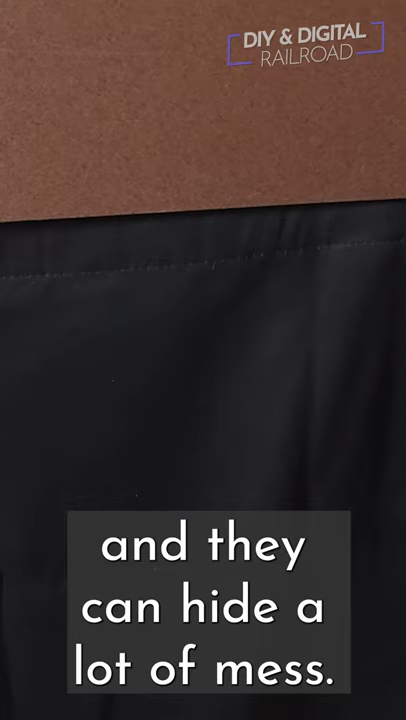 DIY & DIGITAL
RAILROAD
and they
can hide a
lot of mess.